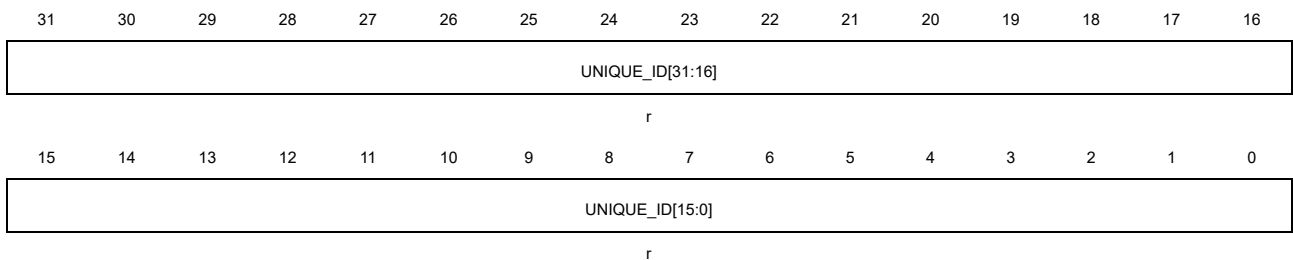 31 30 29 28 27 26 25 24 23 22 21 20 19 18 17 16
UNIQUE_ID[31:16]
r
15 14 13 12 11 10 9 8 7 6 5 4 3 2 1 0
UNIQUE_ID[15:0]
r